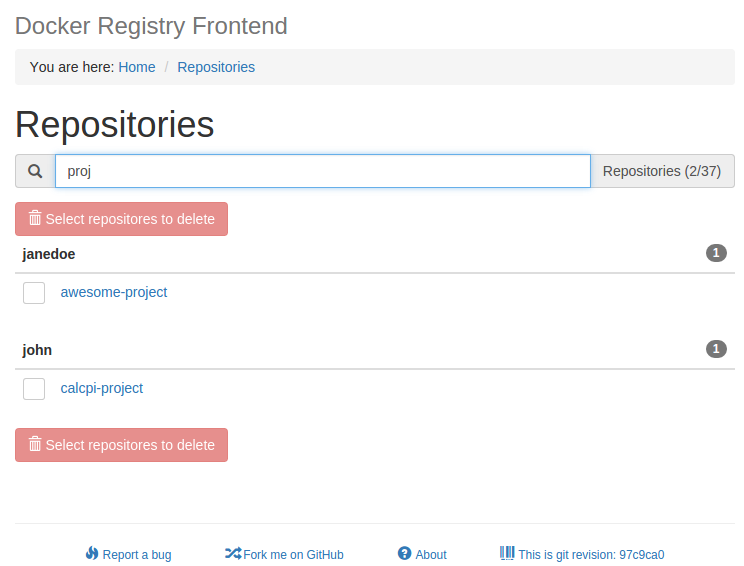 Docker Registry Frontend
You are here: Home / Repositories
Repositories
proj Repositories (2/37)
Select repositores to delete
janedoe 1
awesome-project
john 1
calcpi-project
Select repositores to delete
Report a bug Fork me on GitHub About This is git revision: 97c9ca0